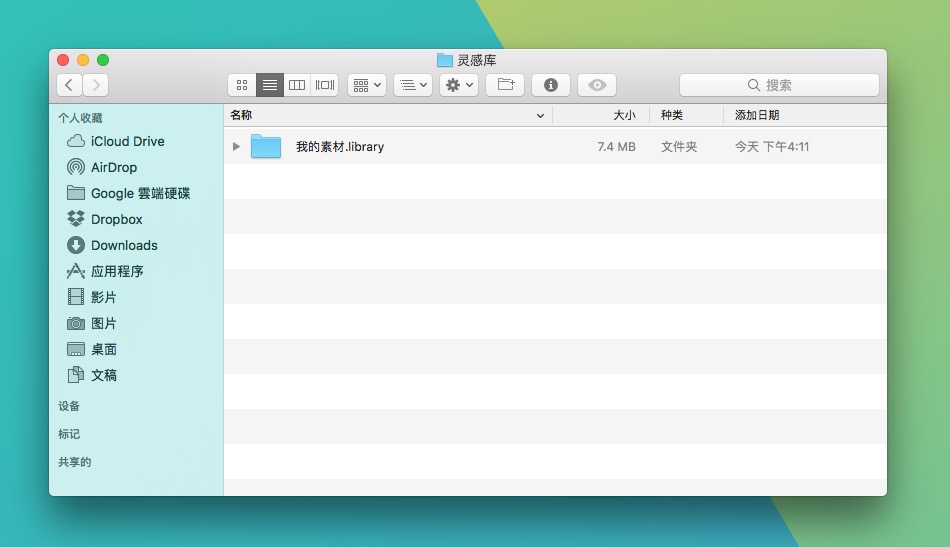 灵感库
搜索
个人收藏
iCloud Drive
AirDrop
Google 雲端硬碟
Dropbox
Downloads
应用程序
影片
图片
桌面
文稿
设备
标记
共享的
名称 大小 种类 添加日期
我的素材.library 7.4 MB 文件夹 今天 下午4:11